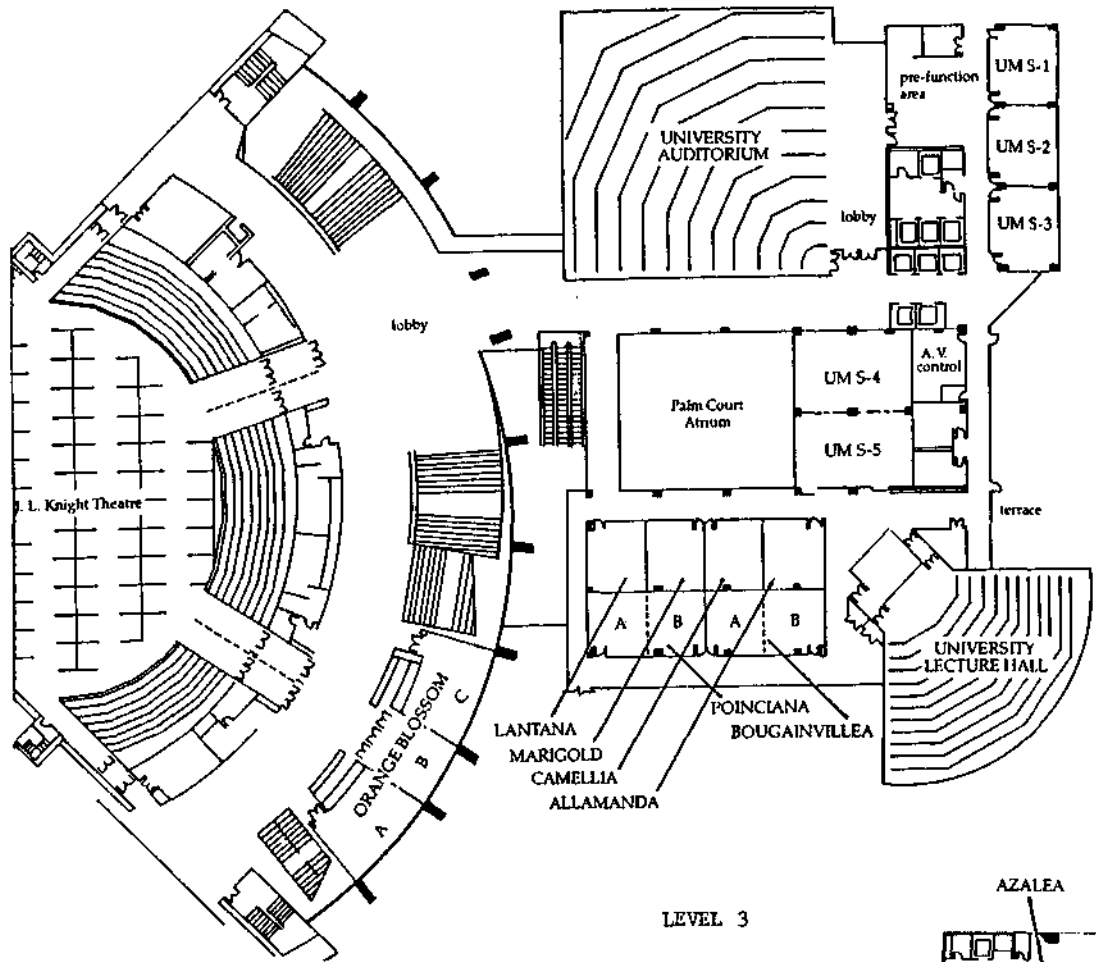 UM S-1
pre-function
area
UNIVERSITY
AUDITORIUM
UM S-2
lobby
UM S-3
lobby
A. V.
control
UM S-4
Palm Court
Atrium
UM S-5
L. Knight Theatre
terrace
A
B
A
B
UNIVERSITY
LECTURE HALL
ORANGE BLOSSOM
C
B
A
POINCIANA
LANTANA
BOUGAINVILLEA
MARIGOLD
CAMELLIA
ALLAMANDA
AZALEA
LEVEL 3